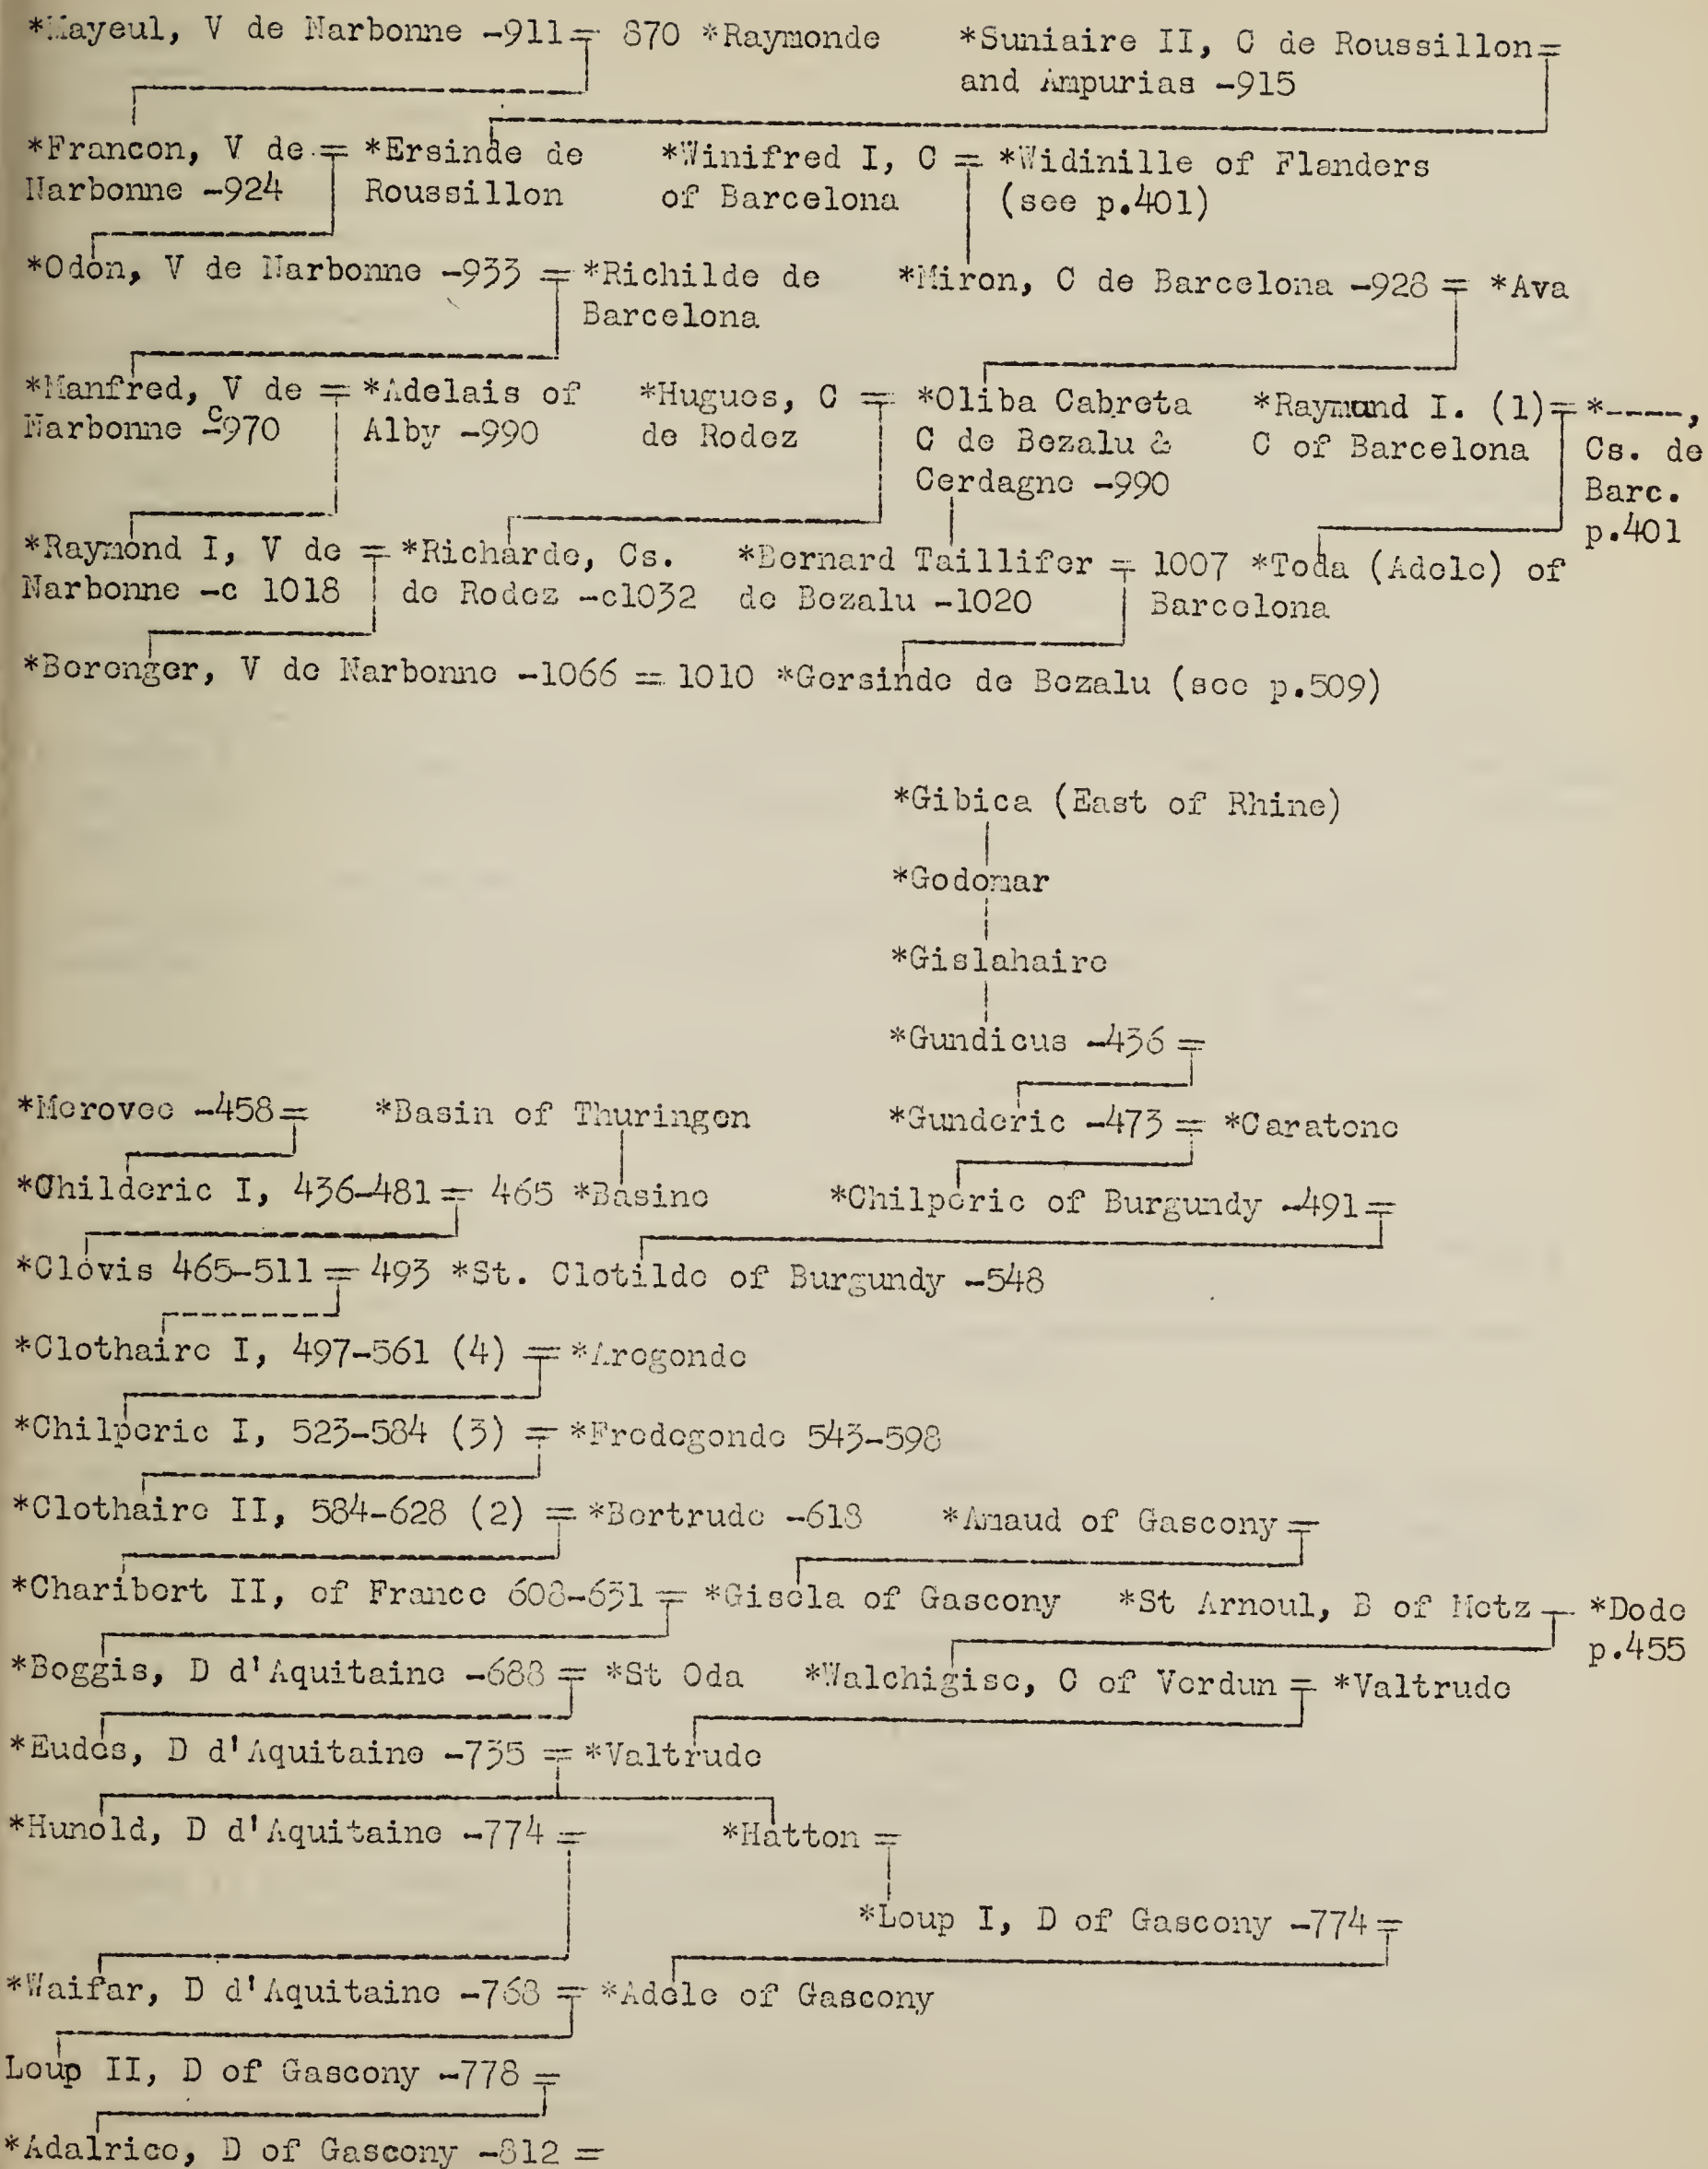 *Mayeul, V de Narbonne -911 = 870 *Raymonde *Suniaire II, C de Roussillon =
and Ampurias -915
*Francon, V de = *Ersinde de *Winifred I, C = *Widinille of Flanders
Narbonne -924 Roussillon of Barcelona (see p.401)
*Odon, V de Narbonne -933 = *Richilde de *Miron, C de Barcelona -928 = *Ava
Barcelona
*Manfred, V de = *Adelais of *Hugues, C = *Oliba Cabreta *Raymund I. (1) = *----,
Narbonne -c970 Alby -990 de Rodez C de Bezalu & C of Barcelona Cs. de
Cerdagne -990 Barc.
p.401
*Raymond I, V de = *Richarde, Cs. *Bernard Taillifer = 1007 *Toda (Adele) of
Narbonne -c 1018 de Rodez -c1032 de Bezalu -1020 Barcelona
*Berenger, V de Narbonne -1066 = 1010 *Gersinde de Bezalu (see p.509)
*Gibica (East of Rhine)
*Godomar
*Gislahaire
*Gundicus -436 =
*Merovee -458 = *Basin of Thuringen *Gunderic -473 = *Caratene
*Childeric I, 436-481 = 465 *Basine *Chilperic of Burgundy -491 =
*Clovis 465-511 = 493 *St. Clotilde of Burgundy -548
*Clothaire I, 497-561 (4) = *Aregonde
*Chilperic I, 523-584 (3) = *Fredegonde 543-598
*Clothaire II, 584-628 (2) = *Bertrude -618 *Amaud of Gascony =
*Charibert II, of France 608-631 = *Gisela of Gascony *St Arnoul, B of Metz = *Dode
p.455
*Boggis, D d'Aquitaine -688 = *St Oda *Walchigise, C of Verdun = *Valtrude
*Eudes, D d'Aquitaine -735 = *Valtrude
*Hunold, D d'Aquitaine -774 = *Hatton =
*Loup I, D of Gascony -774 =
*Waifar, D d'Aquitaine -768 = *Adele of Gascony
Loup II, D of Gascony -778 =
*Adalrico, D of Gascony -812 =